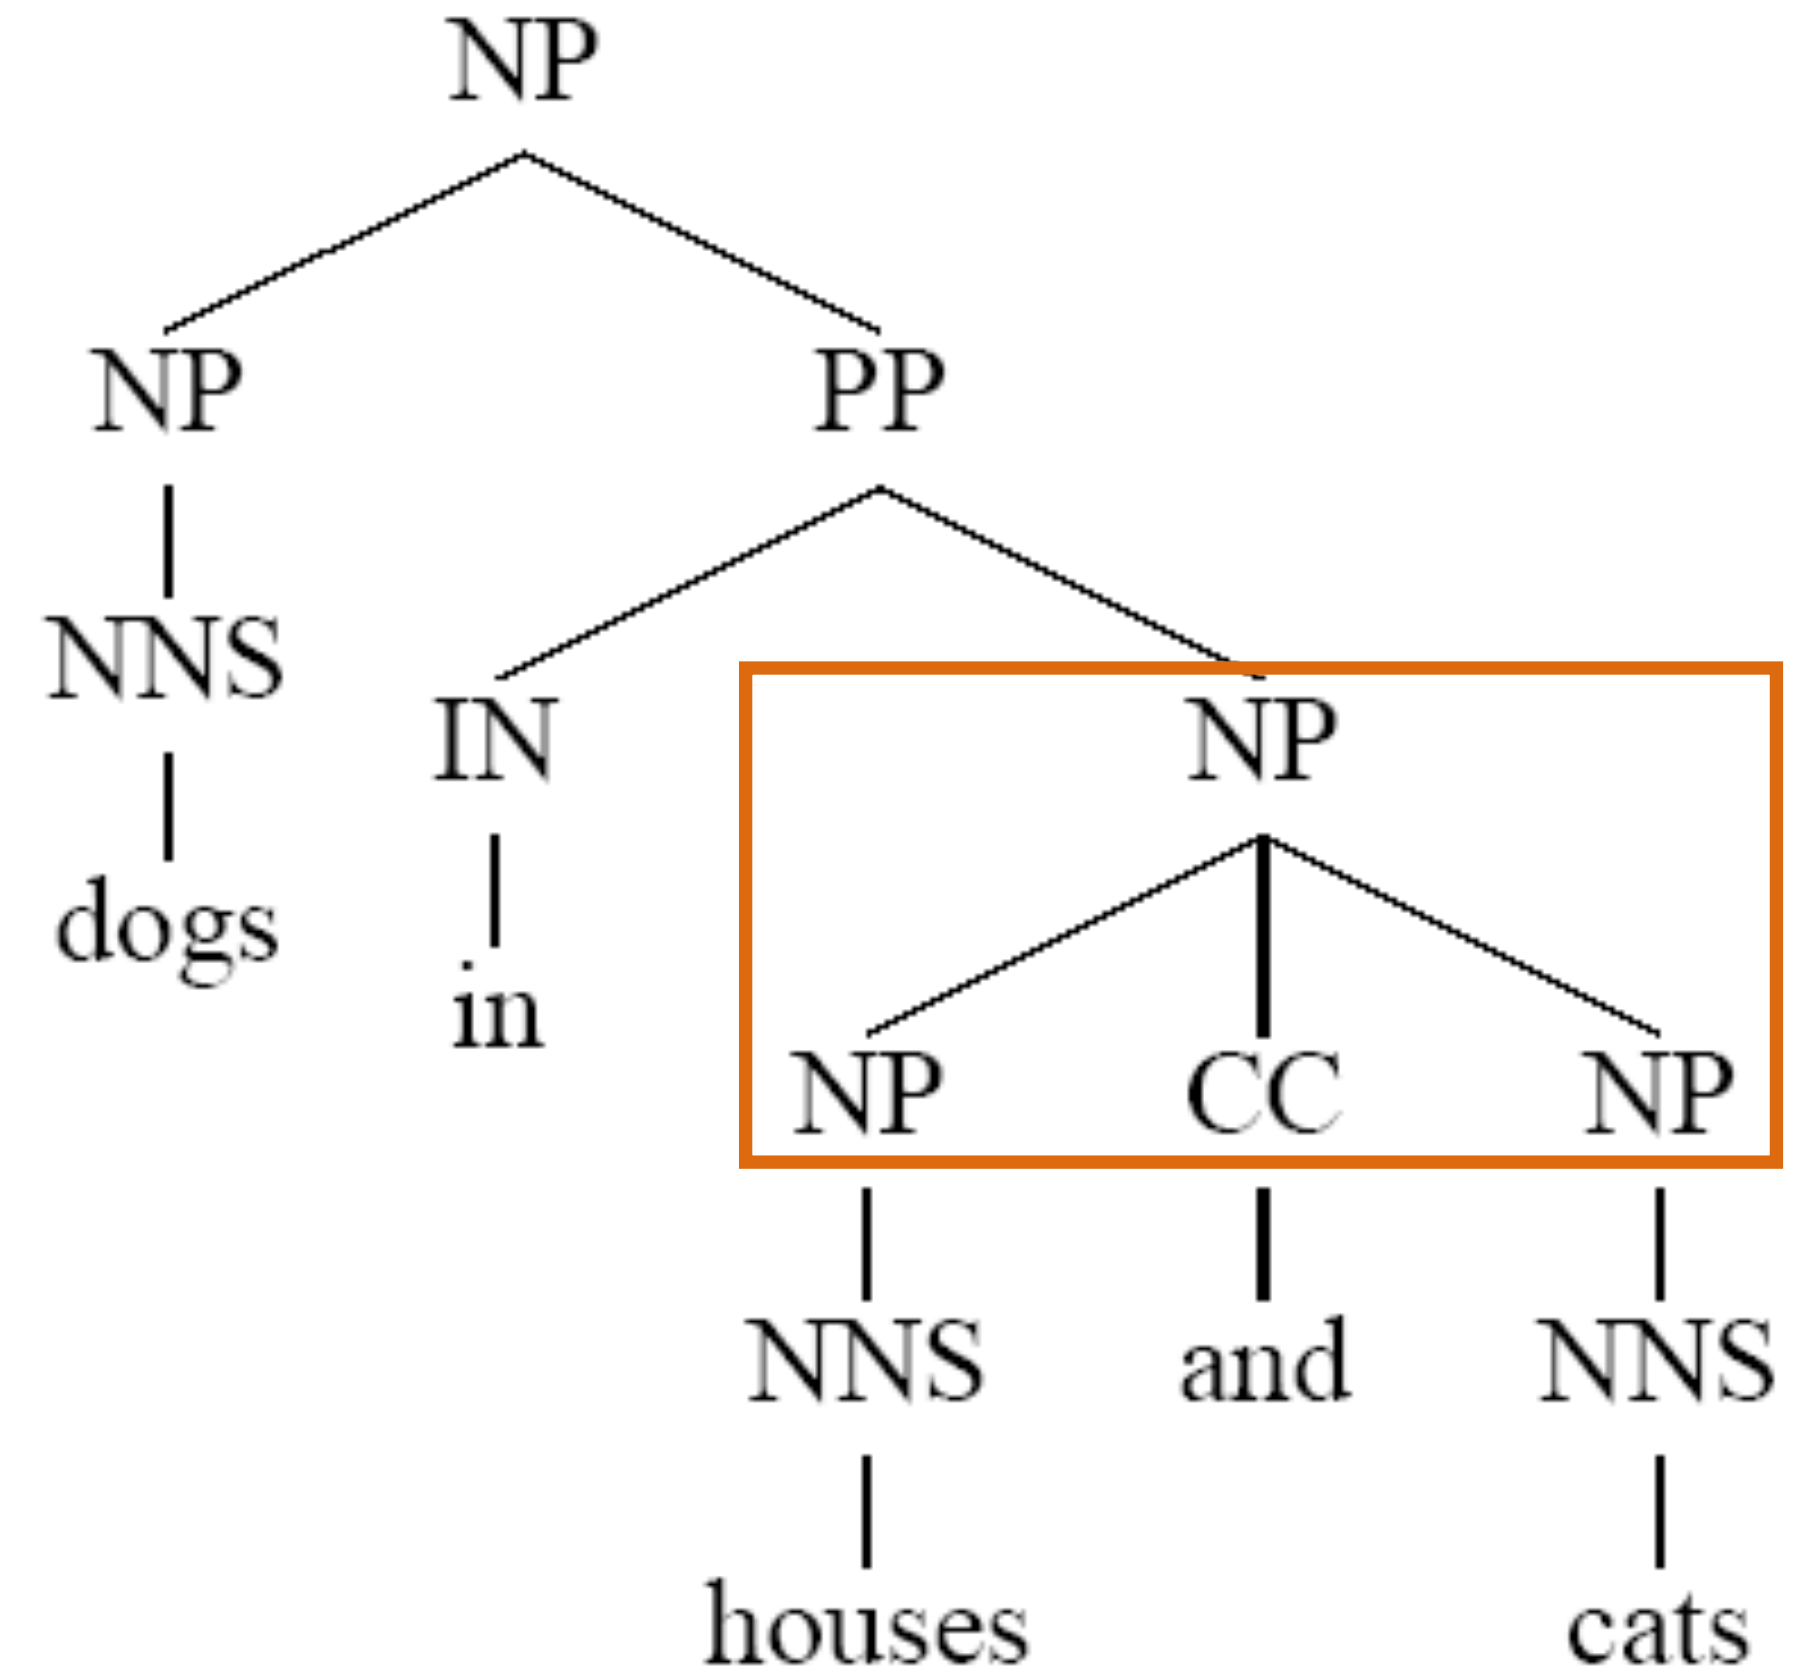 NP
NP PP
NNS IN NP
dogs in NP CC NP
NNS and NNS
houses cats